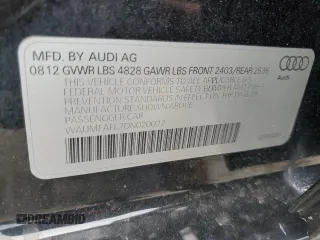 MFD. BY AUDI AG
0812 GVWR LBS 4828 GAWR LBS FRONT 2403/REAR 2536
THIS VEHICLE CONFORMS TO ALL APPLICABLE
FEDERAL MOTOR VEHICLE SAFETY, BUMPER, AND THEFT
PREVENTION STANDARDS IN EFFECT ON THE DATE OF
MANUFACTURE SHOWN ABOVE
PASSENGER CAR
Audi
DREAMBID